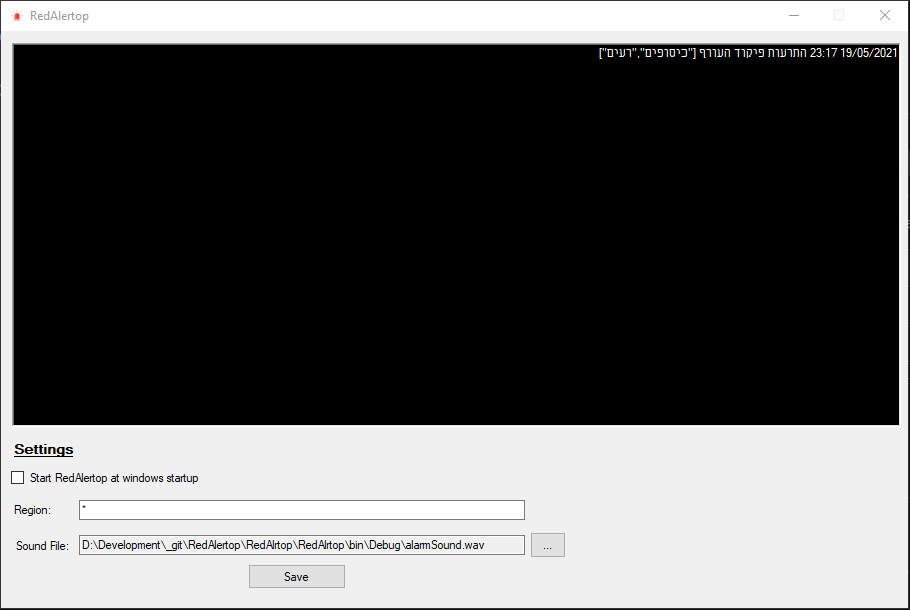 RedAlertop
19/05/2021 23:17 התרעות פיקוד העורף ["כיסופים","רעים"]
Settings
Start RedAlertop at windows startup
Region: *
Sound File: D:\Development\_git\RedAlertop\RedAlrtop\RedAlrtop\bin\Debug\alarmSound.wav ...
Save